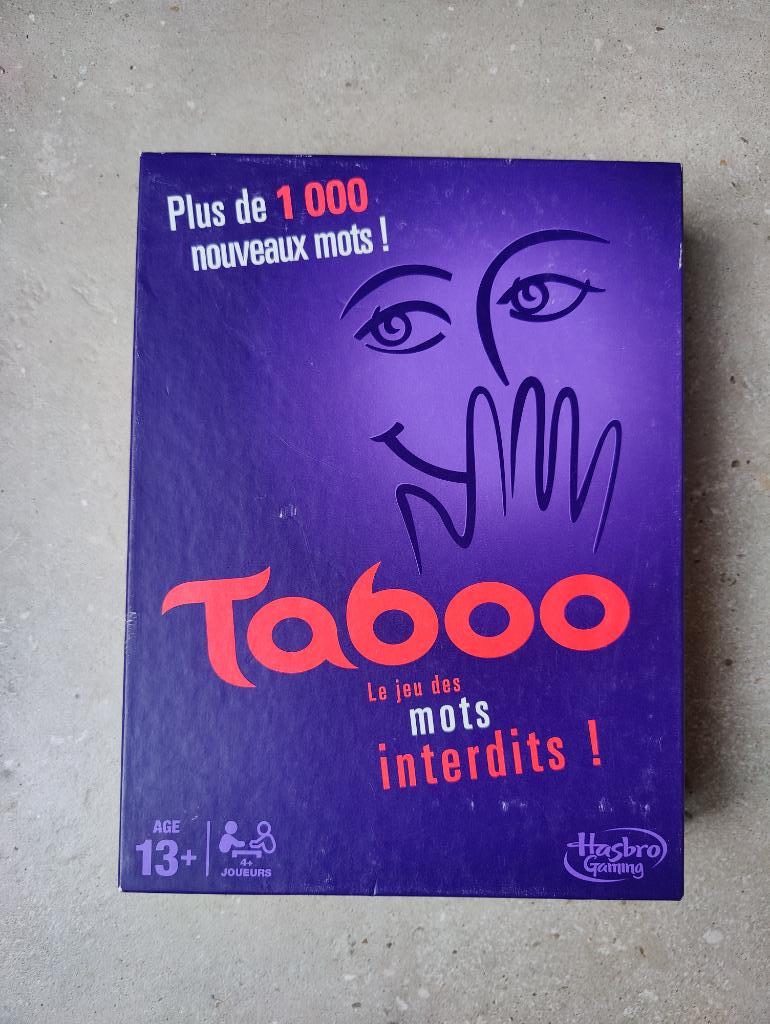 Plus de 1 000
nouveaux mots !
Taboo
Le jeu des
mots
interdits !
AGE
13+
4+
JOUEURS
Hasbro
Gaming